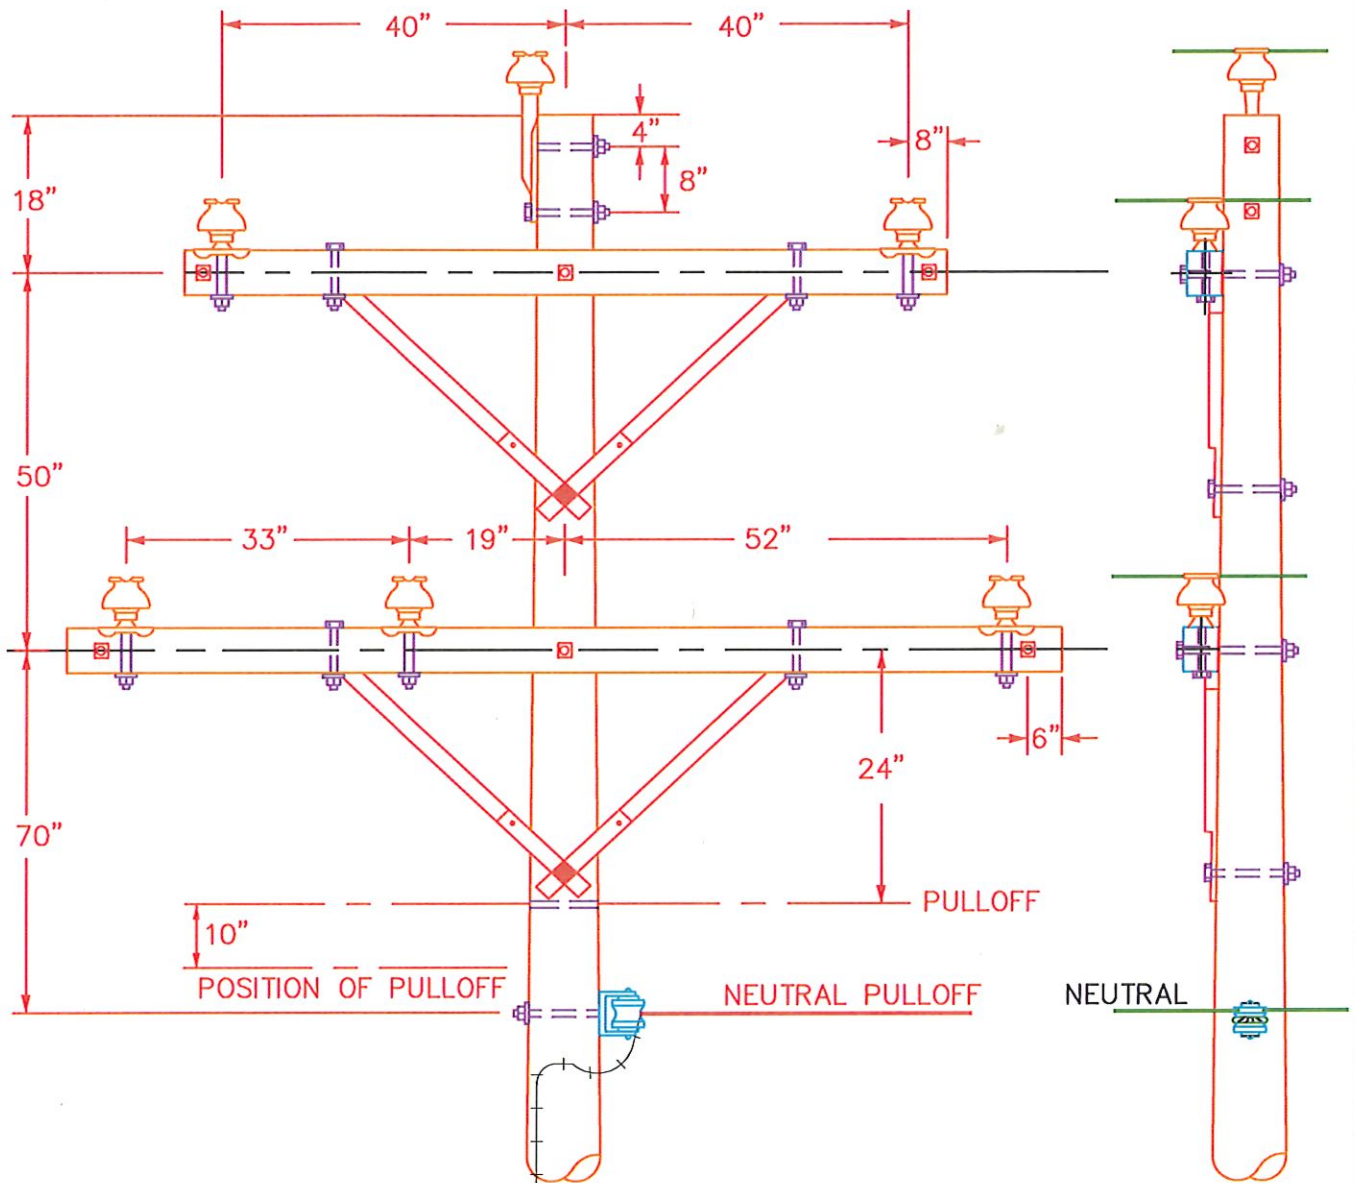 40” 40”
4”
8”
18”
8”
50”
33” 19” 52”
6”
24”
70”
PULLOFF
10”
POSITION OF PULLOFF
NEUTRAL PULLOFF
NEUTRAL